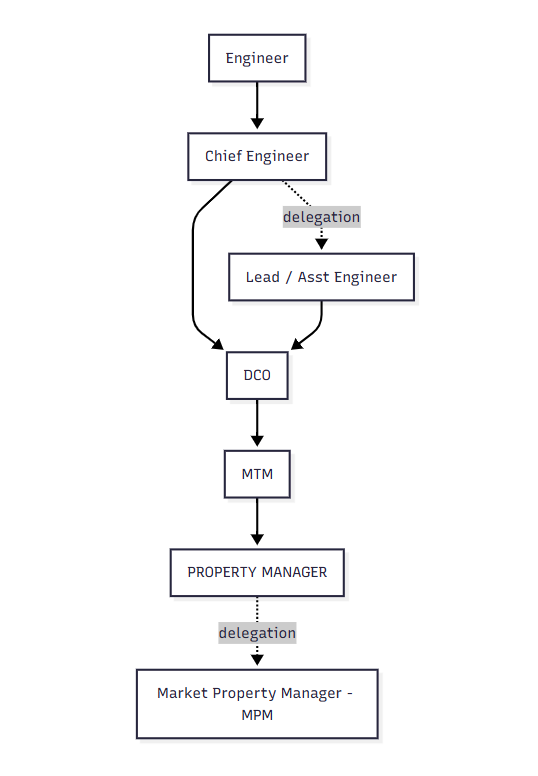 Engineer
Chief Engineer
delegation
Lead / Asst Engineer
DCO
MTM
PROPERTY MANAGER
delegation
Market Property Manager -
MPM